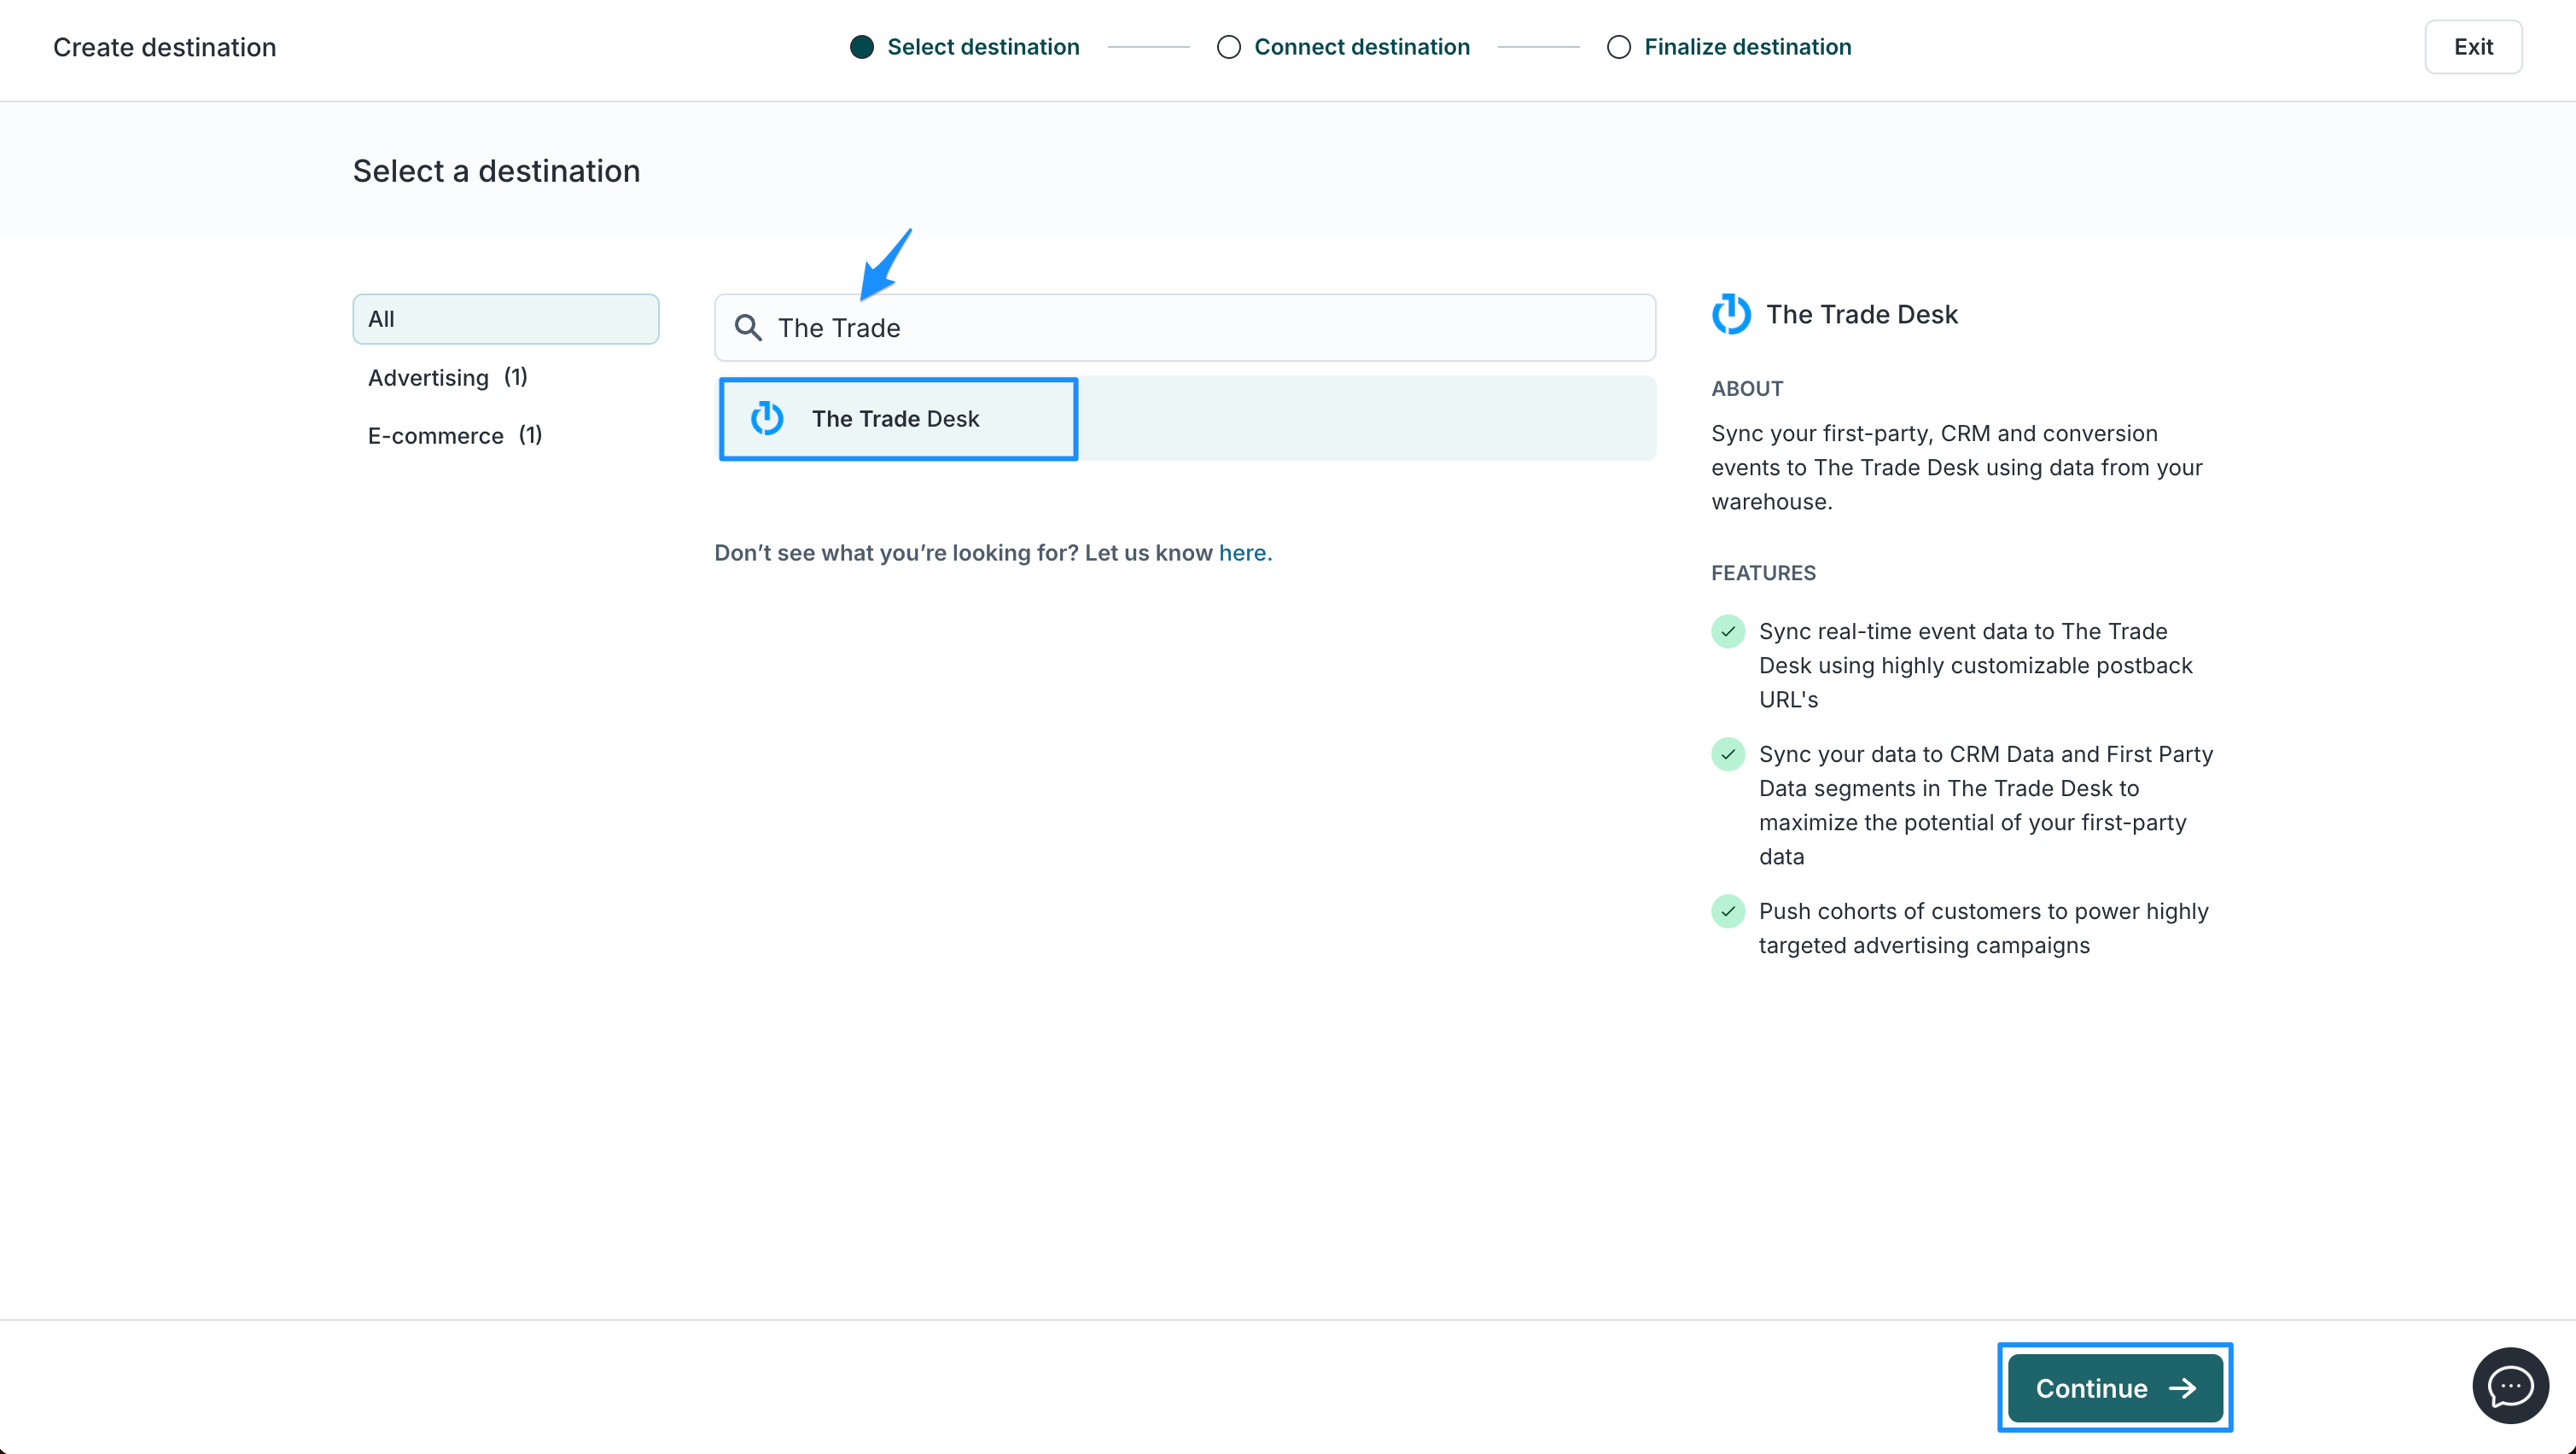 Create destination
Select destination
Connect destination
Finalize destination
Exit
Select a destination
All
Advertising (1)
E-commerce (1)
The Trade
The Trade Desk
Don’t see what you’re looking for? Let us know here.
The Trade Desk
ABOUT
Sync your first-party, CRM and conversion
events to The Trade Desk using data from your
warehouse.
FEATURES
Sync real-time event data to The Trade
Desk using highly customizable postback
URL's
Sync your data to CRM Data and First Party
Data segments in The Trade Desk to
maximize the potential of your first-party
data
Push cohorts of customers to power highly
targeted advertising campaigns
Continue